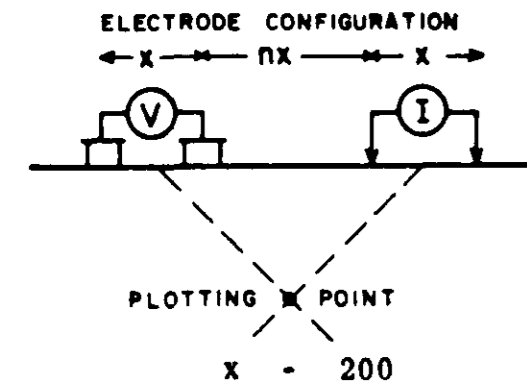 ELECTRODE CONFIGURATION
x nx x
V I
PLOTTING POINT
x - 200